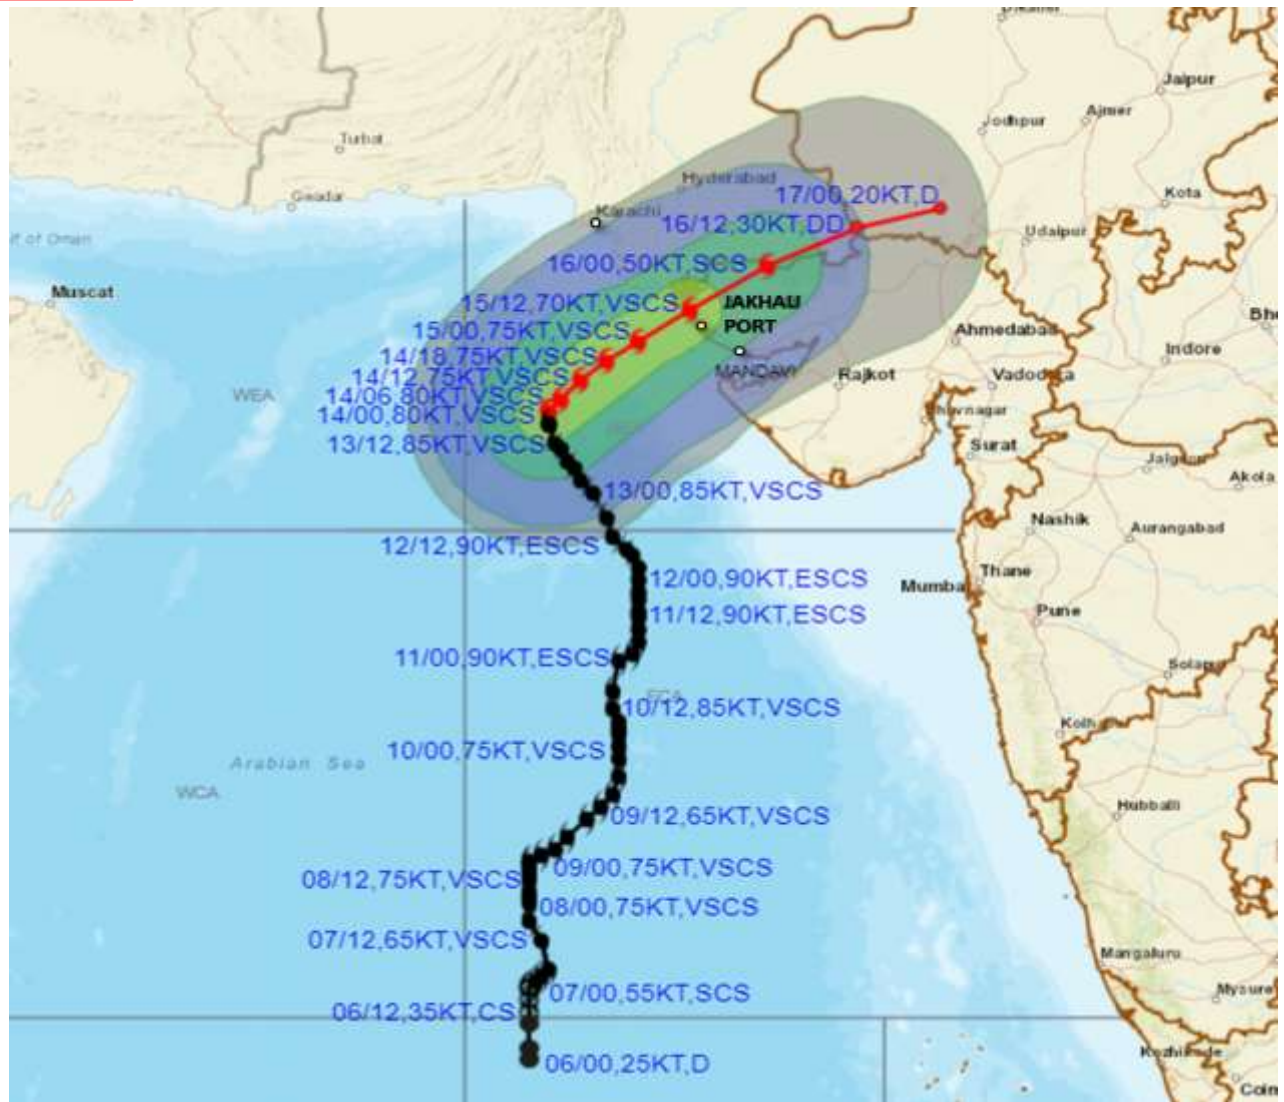 Jaipur
Ajmer
Jodhpur
Turbat
Kota
Hyderabad
Gwadar
17/00,20KT,D
Karachi
16/12,30KT,DD
Udaipur
lf of Oman
16/00,50KT,SCS
Muscat
15/12,70KT,VSCS
JAKHAU
PORT
15/00,75KT,VSCS
Ahmedabad
Bh
14/18,75KT,VSCS
Indore
14/12,75KT,VSCS
MANDAVI
Rajkot
Vadodara
WEA
14/06,80KT,VSCS
14/00,80KT,VSCS
Bhavnagar
13/12,85KT,VSCS
Surat
Jalgaon
Akola
13/00,85KT,VSCS
Nashik
Aurangabad
12/12,90KT,ESCS
12/00,90KT,ESCS
Thane
Mumbai
11/12,90KT,ESCS
Pune
11/00,90KT,ESCS
Solapur
ECA
10/12,85KT,VSCS
Kolh
10/00,75KT,VSCS
Arabian Sea
WCA
Hubballi
09/12,65KT,VSCS
09/00,75KT,VSCS
08/12,75KT,VSCS
08/00,75KT,VSCS
07/12,65KT,VSCS
Mangaluru
07/00,55KT,SCS
Mysore
06/12,35KT,CS
Kozhikode
06/00,25KT,D
Coim